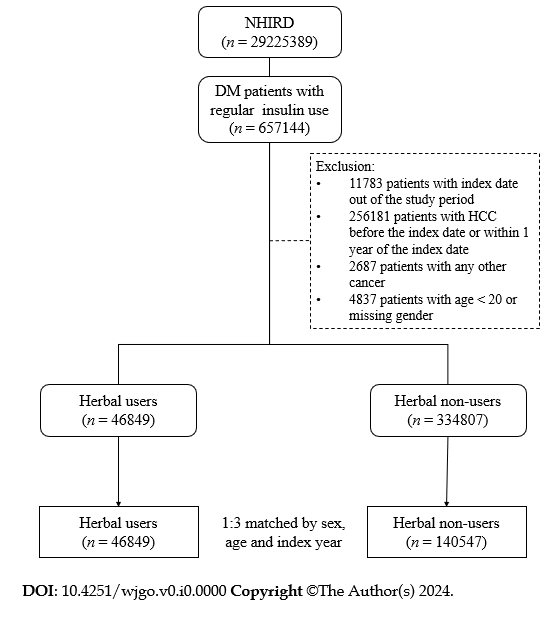 NHIRD
(n = 29225389)
DM patients with
regular insulin use
(n = 657144)
Exclusion:
• 11783 patients with index date
out of the study period
• 256181 patients with HCC
before the index date or within 1
year of the index date
• 2687 patients with any other
cancer
• 4837 patients with age < 20 or
missing gender
Herbal users
(n = 46849)
Herbal non-users
(n = 334807)
Herbal users
(n = 46849)
1:3 matched by sex,
age and index year
Herbal non-users
(n = 140547)
DOI: 10.4251/wjgo.v0.i0.0000 Copyright ©The Author(s) 2024.